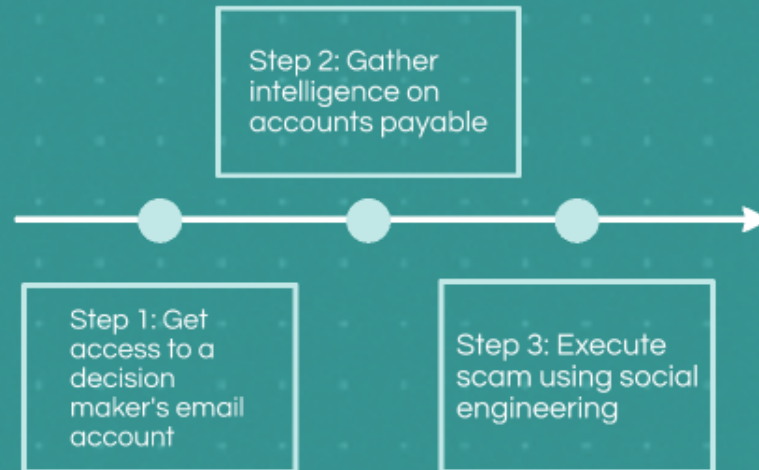 Step 1: Get
access to a
decision
maker's email
account
Step 2: Gather
intelligence on
accounts payable
Step 3: Execute
scam using social
engineering